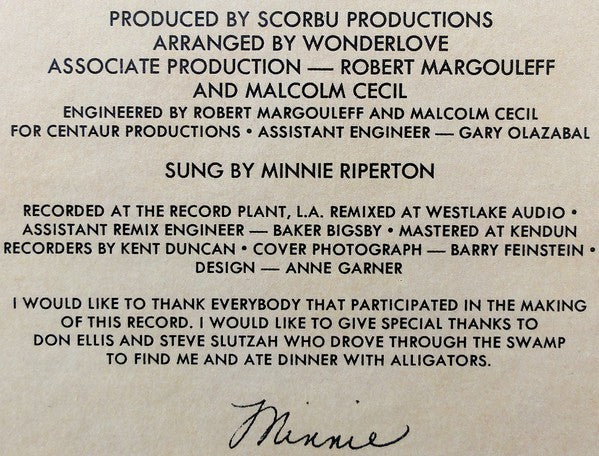 PRODUCED BY SCORBU PRODUCTIONS
ARRANGED BY WONDERLOVE
ASSOCIATE PRODUCTION — ROBERT MARGOULEFF
AND MALCOLM CECIL
ENGINEERED BY ROBERT MARGOULEFF AND MALCOLM CECIL
FOR CENTAUR PRODUCTIONS • ASSISTANT ENGINEER — GARY OLAZABAL
SUNG BY MINNIE RIPERTON
RECORDED AT THE RECORD PLANT, L.A. REMIXED AT WESTLAKE AUDIO •
ASSISTANT REMIX ENGINEER — BAKER BIGSBY • MASTERED AT KENDUN
RECORDERS BY KENT DUNCAN • COVER PHOTOGRAPH — BARRY FEINSTEIN •
DESIGN — ANNE GARNER
I WOULD LIKE TO THANK EVERYBODY THAT PARTICIPATED IN THE MAKING
OF THIS RECORD. I WOULD LIKE TO GIVE SPECIAL THANKS TO
DON ELLIS AND STEVE SLUTZAH WHO DROVE THROUGH THE SWAMP
TO FIND ME AND ATE DINNER WITH ALLIGATORS.
Minnie